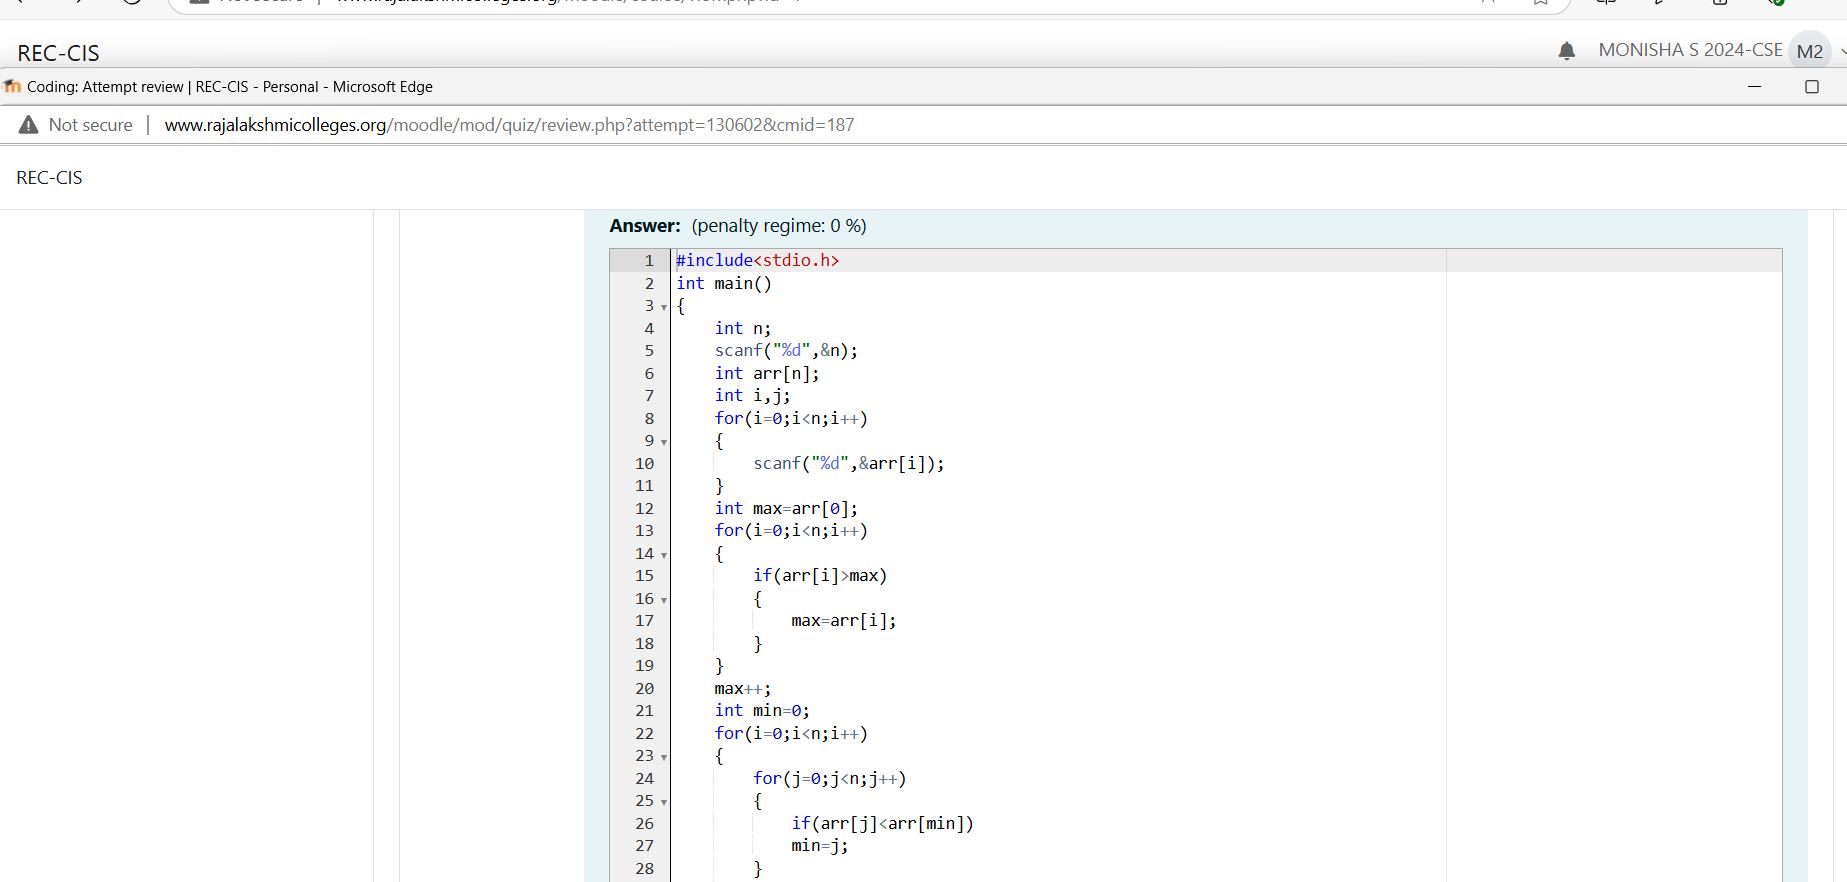 REC-CIS
MONISHA S 2024-CSE M2
Coding: Attempt review | REC-CIS - Personal - Microsoft Edge
Not secure | www.rajalakshmicolleges.org/moodle/mod/quiz/review.php?attempt=130602&cmid=187
REC-CIS
Answer: (penalty regime: 0 %)
1 #include<stdio.h>
2 int main()
3 {
4 int n;
5 scanf("%d",&n);
6 int arr[n];
7 int i,j;
8 for(i=0;i<n;i++)
9 {
10 scanf("%d",&arr[i]);
11 }
12 int max=arr[0];
13 for(i=0;i<n;i++)
14 {
15 if(arr[i]>max)
16 {
17 max=arr[i];
18 }
19 }
20 max++;
21 int min=0;
22 for(i=0;i<n;i++)
23 {
24 for(j=0;j<n;j++)
25 {
26 if(arr[j]<arr[min])
27 min=j;
28 }